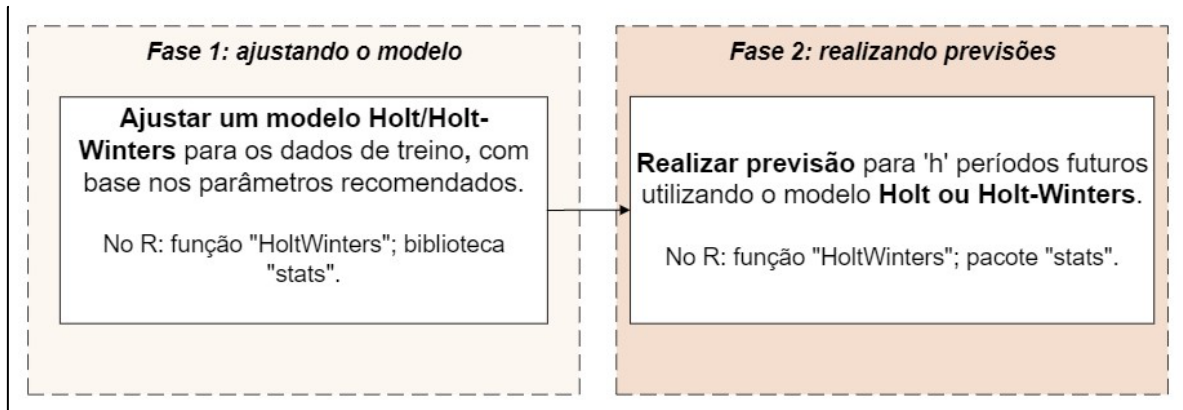 Fase 1: ajustando o modelo
Ajustar um modelo Holt/Holt-
Winters para os dados de treino, com
base nos parâmetros recomendados.
No R: função "HoltWinters"; biblioteca
"stats".
Fase 2: realizando previsões
Realizar previsão para 'h' períodos futuros
utilizando o modelo Holt ou Holt-Winters.
No R: função "HoltWinters"; pacote "stats".